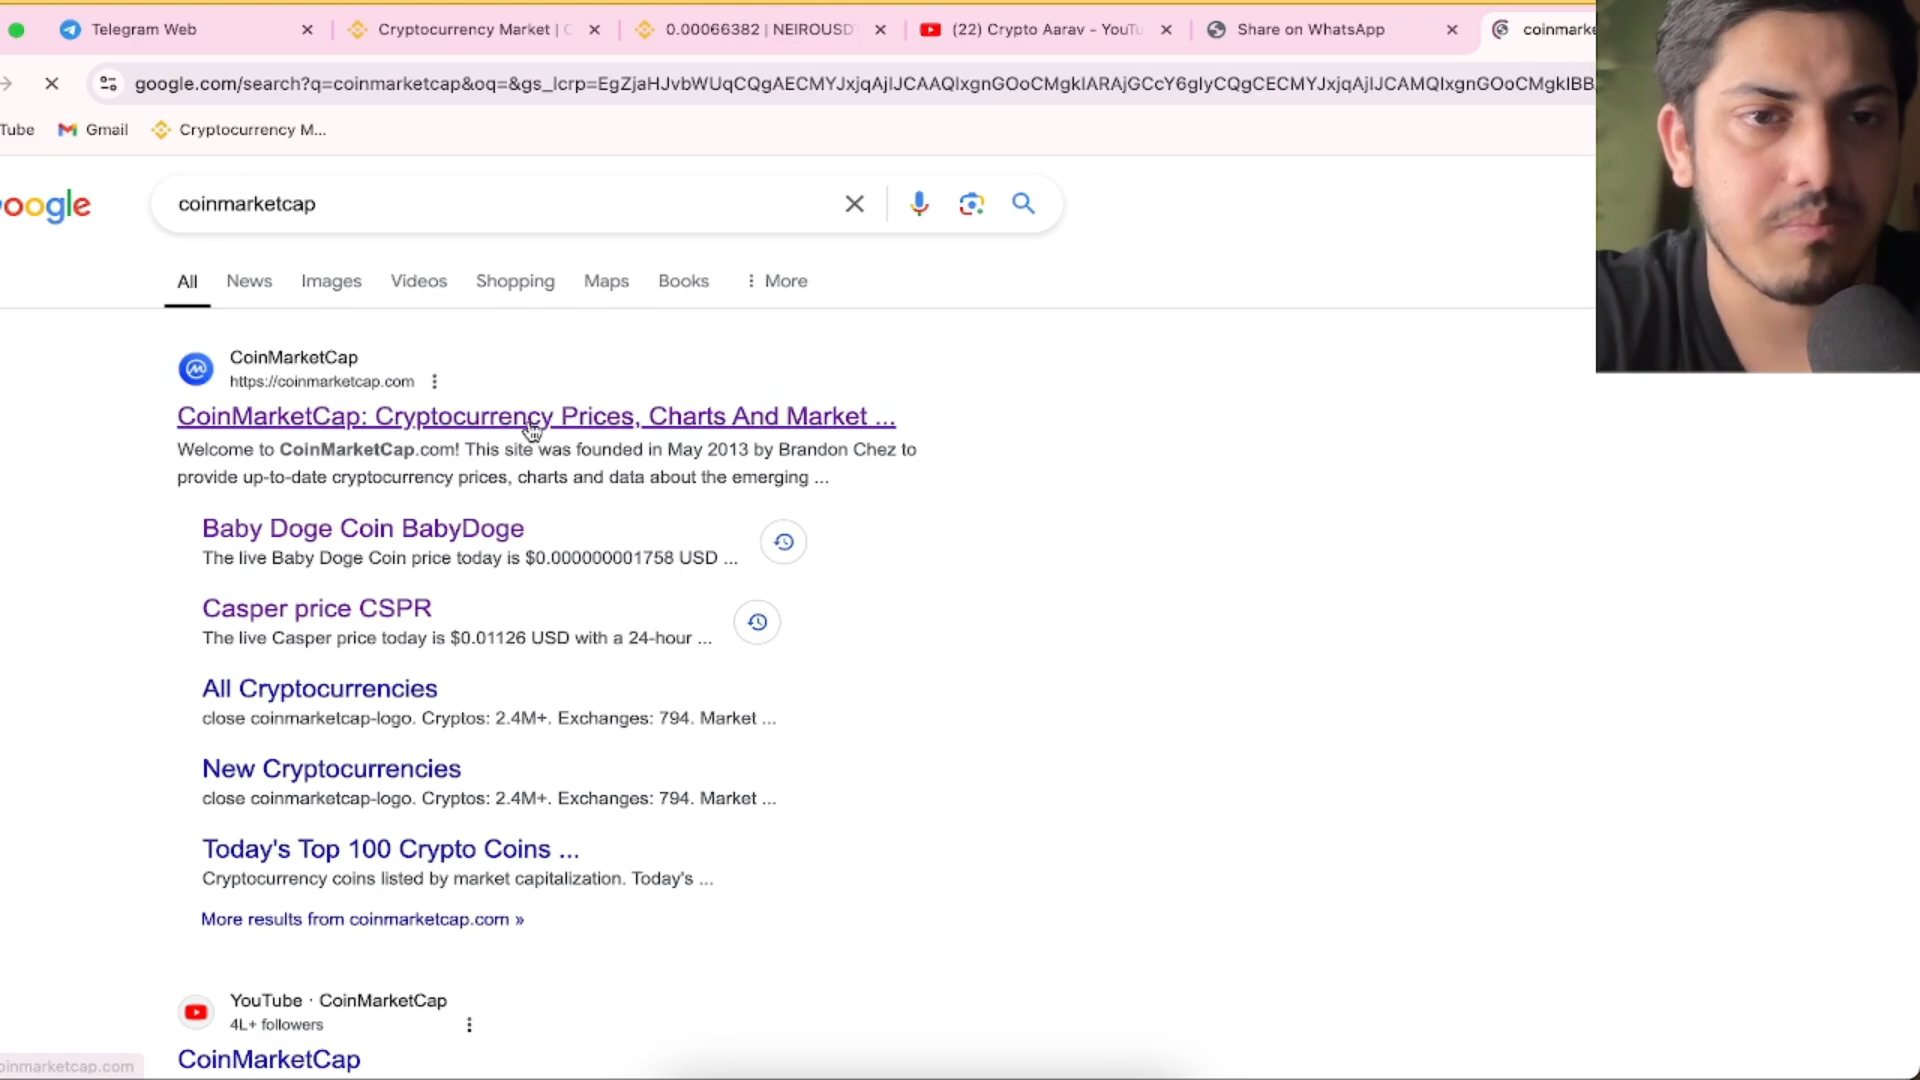 Telegram Web
Cryptocurrency Market |
0.00066382 | NEIROUSD
(22) Crypto Aarav - YouTu
Share on WhatsApp
coinmarke
google.com/search?q=coinmarketcap&oq=&gs_lcrp=
Tube
Gmail
Cryptocurrency M...
oogle
coinmarketcap
All
News
Images
Videos
Shopping
Maps
Books
More
CoinMarketCap
https://coinmarketcap.com
CoinMarketCap: Cryptocurrency Prices, Charts And Market ...
Welcome to CoinMarketCap.com! This site was founded in May 2013 by Brandon Chez to
provide up-to-date cryptocurrency prices, charts and data about the emerging ...
Baby Doge Coin BabyDoge
The live Baby Doge Coin price today is $0.000000001758 USD ...
Casper price CSPR
The live Casper price today is $0.01126 USD with a 24-hour ...
All Cryptocurrencies
close coinmarketcap-logo. Cryptos: 2.4M+. Exchanges: 794. Market ...
New Cryptocurrencies
close coinmarketcap-logo. Cryptos: 2.4M+. Exchanges: 794. Market ...
Today's Top 100 Crypto Coins ...
Cryptocurrency coins listed by market capitalization. Today's ...
More results from coinmarketcap.com »
YouTube · CoinMarketCap
4L+ followers
CoinMarketCap
oinmarketcap.com